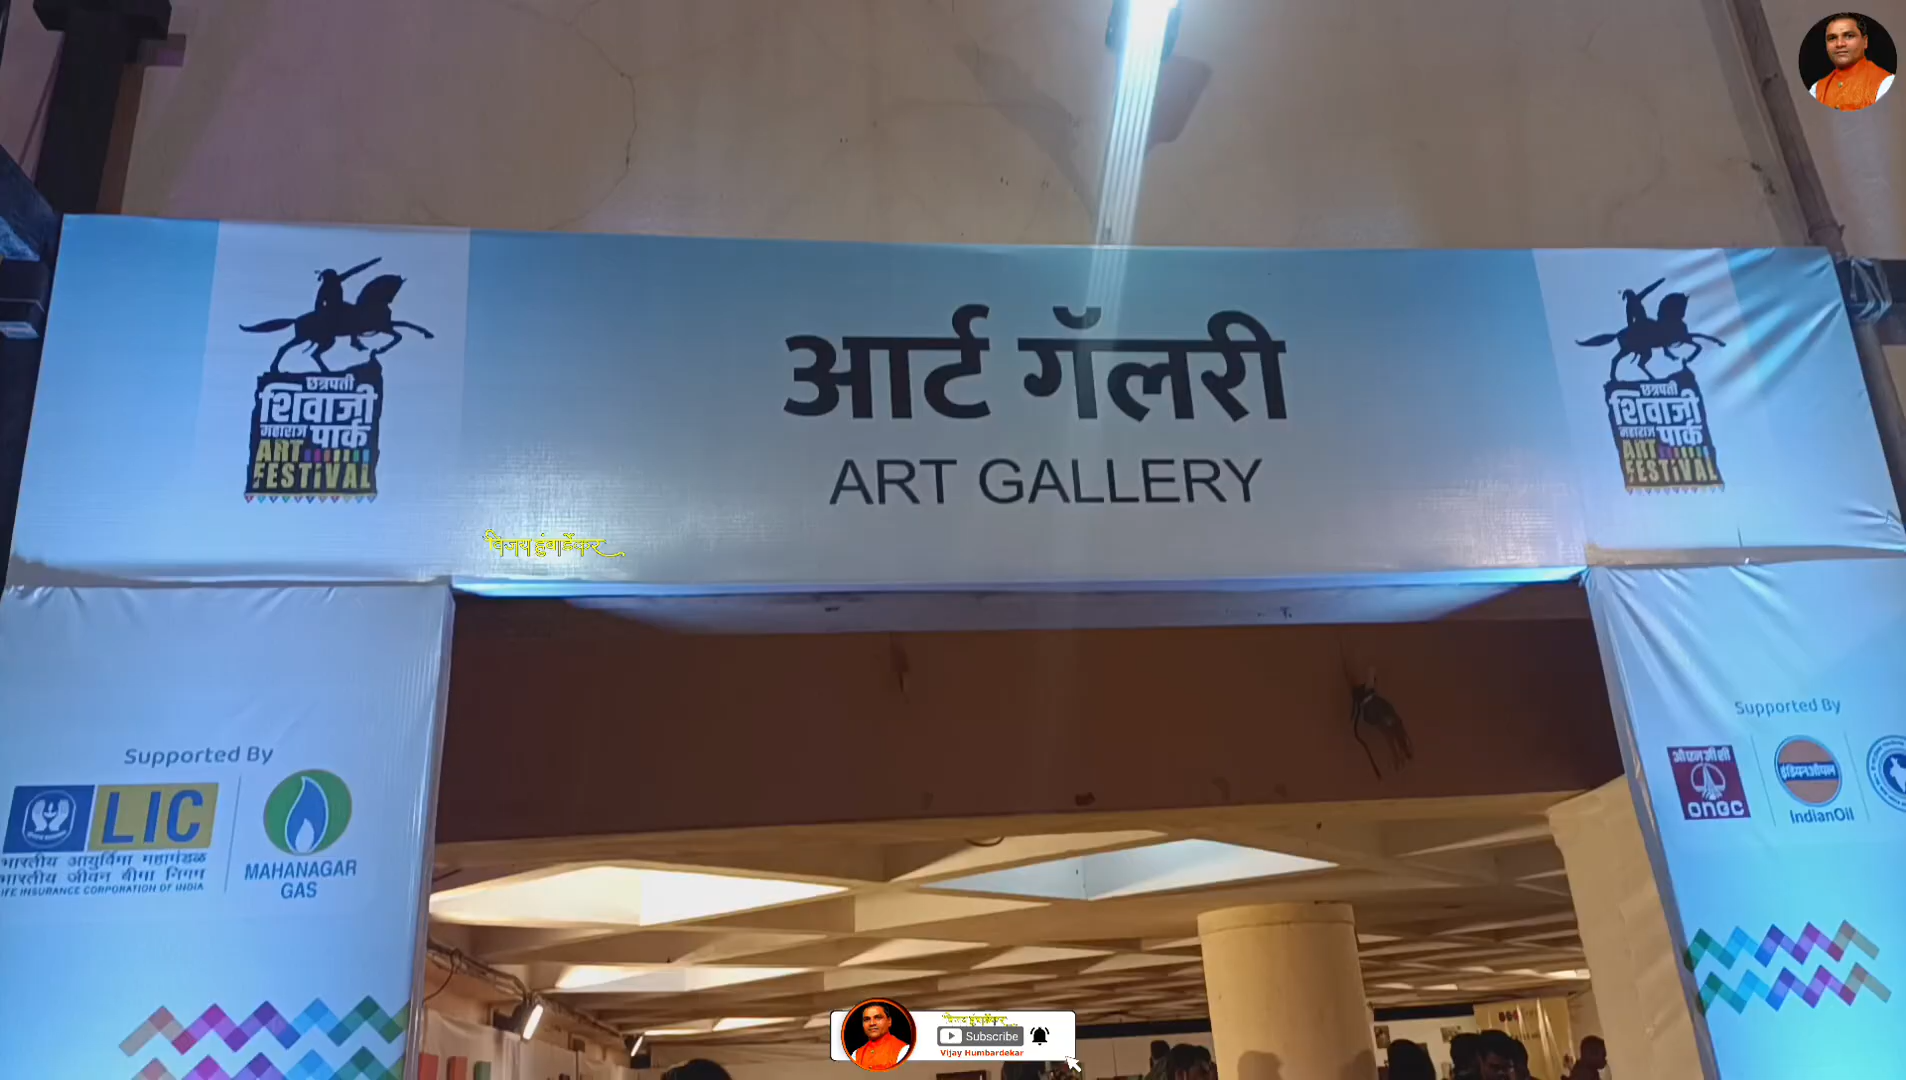 छत्रपती
शिवाजी
महाराज पार्क
ART
FESTiVAL
आर्ट गॅलरी
ART GALLERY
छत्रपती
शिवाजी
महाराज पार्क
ART
FESTiVAL
विजय हुंबार्डेकर
Supported By
LIC
भारतीय आयुर्विमा महामंडळ
भारतीय जीवन बीमा निगम
LIFE INSURANCE CORPORATION OF INDIA
MAHANAGAR
GAS
Supported By
ओएनजीसी
ONGC
इंडियनऑयल
IndianOil
Subscribe
Vijay Humbardekar